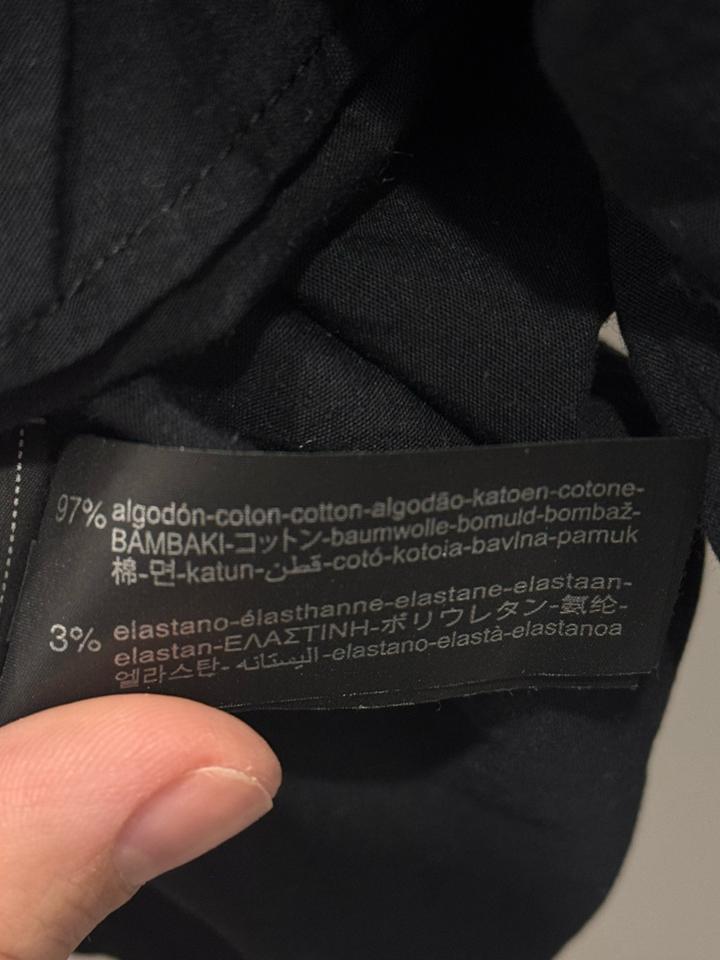 97% algodón-coton-cotton-algodão-katoen-cotone-
BAMBAKI-コットン-baumwolle-bomuld-bombaž-
棉-면-katun-قطن-cotó-kotoia-bavlna-pamuk
3% elastano-élasthanne-elastane-elastaan-
elastan-ΕΛΑΣΤΙΝΗ-ポリウレタン-氨纶-
엘라스탄- اليستانه-elastano-elastà-elastanoa